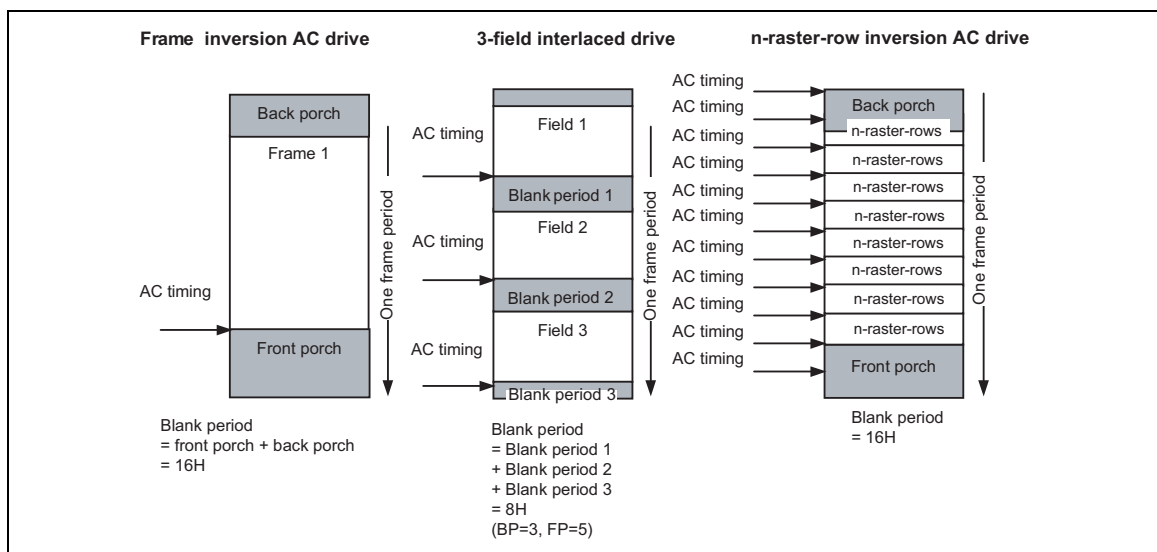 Frame inversion AC drive
Back porch
Frame 1
AC timing
Front porch
One frame period
Blank period
= front porch + back porch
= 16H
3-field interlaced drive
AC timing
Field 1
Blank period 1
AC timing
Field 2
Blank period 2
AC timing
Field 3
Blank period 3
One frame period
Blank period
= Blank period 1
+ Blank period 2
+ Blank period 3
= 8H
(BP=3, FP=5)
n-raster-row inversion AC drive
AC timing
AC timing
AC timing
AC timing
AC timing
AC timing
AC timing
AC timing
AC timing
AC timing
AC timing
Back porch
n-raster-rows
n-raster-rows
n-raster-rows
n-raster-rows
n-raster-rows
n-raster-rows
n-raster-rows
n-raster-rows
Front porch
One frame period
Blank period
= 16H